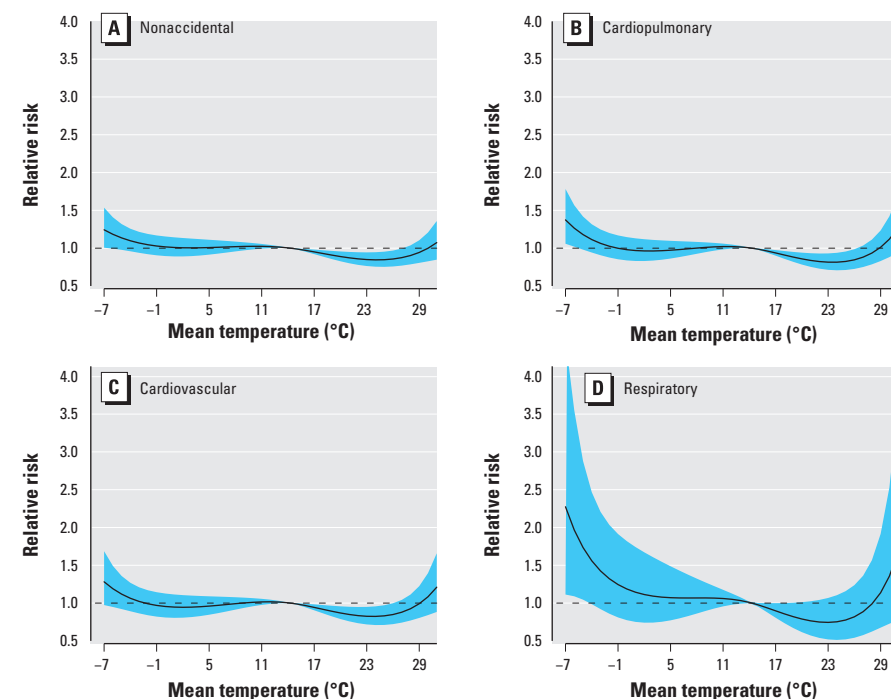 A Nonaccidental
Relative risk
4.0
3.5
3.0
2.5
2.0
1.5
1.0
0.5
–7 –1 5 11 17 23 29
Mean temperature (°C)
B Cardiopulmonary
Relative risk
4.0
3.5
3.0
2.5
2.0
1.5
1.0
0.5
–7 –1 5 11 17 23 29
Mean temperature (°C)
C Cardiovascular
Relative risk
4.0
3.5
3.0
2.5
2.0
1.5
1.0
0.5
–7 –1 5 11 17 23 29
Mean temperature (°C)
D Respiratory
Relative risk
4.0
3.5
3.0
2.5
2.0
1.5
1.0
0.5
–7 –1 5 11 17 23 29
Mean temperature (°C)